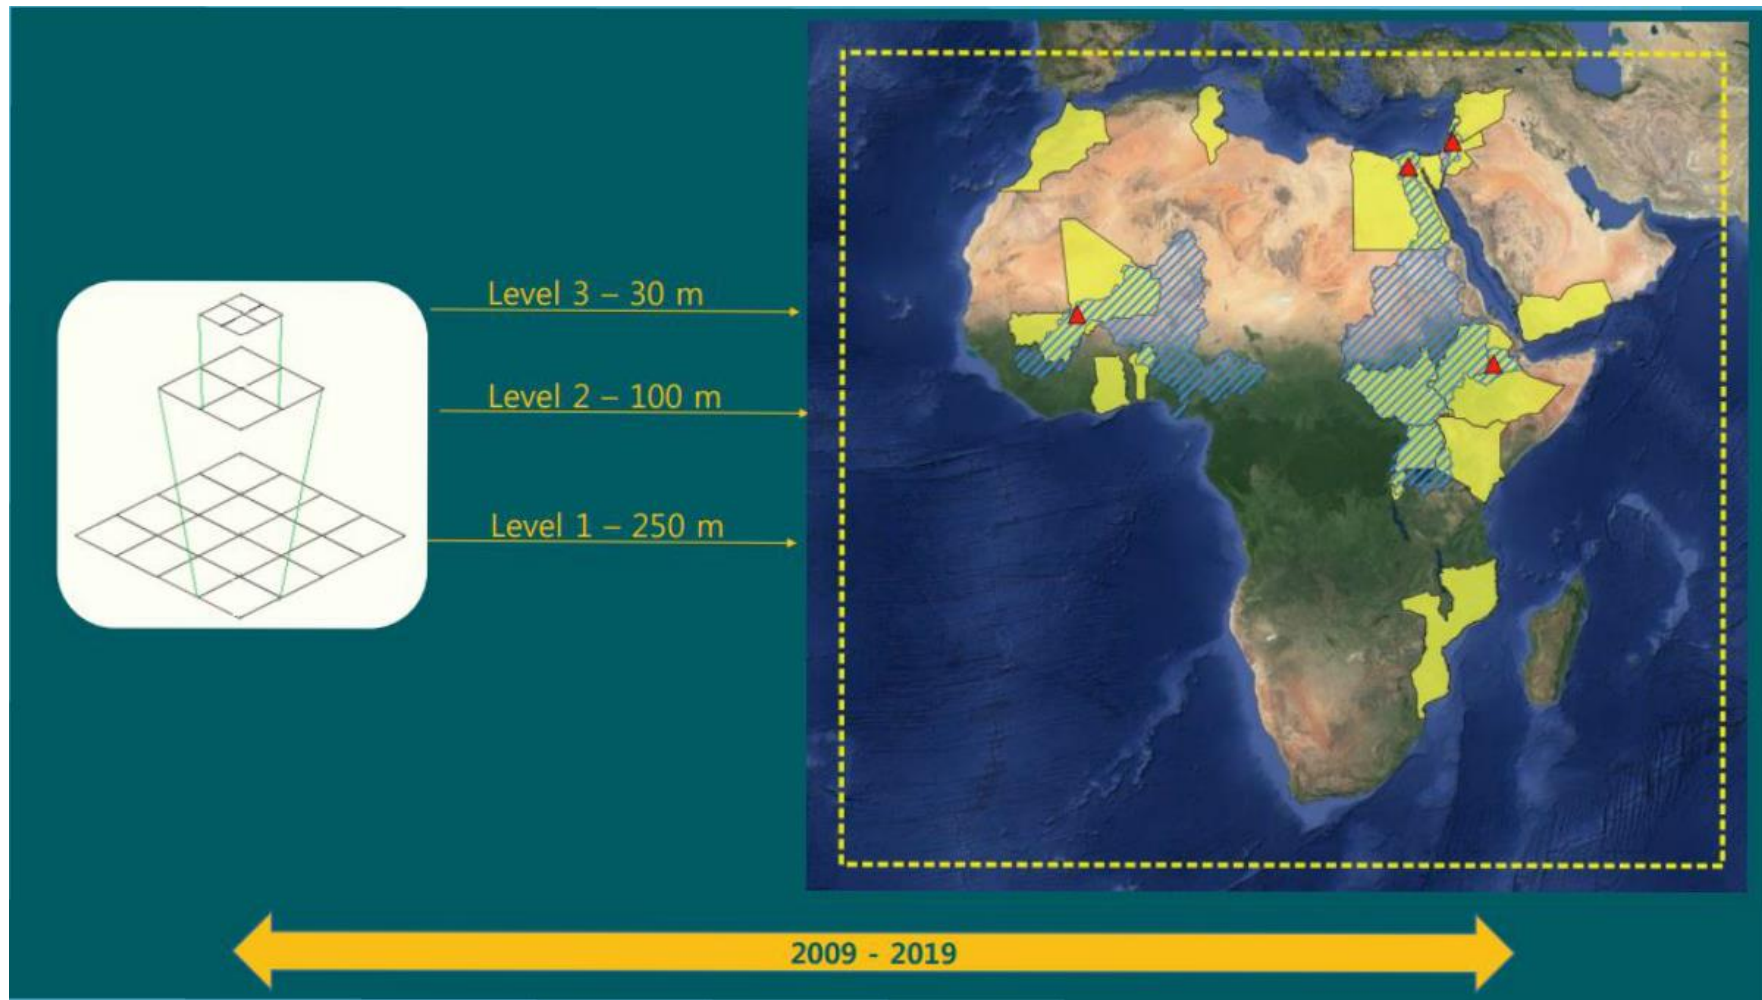 Level 3 – 30 m
Level 2 – 100 m
Level 1 – 250 m
2009 - 2019